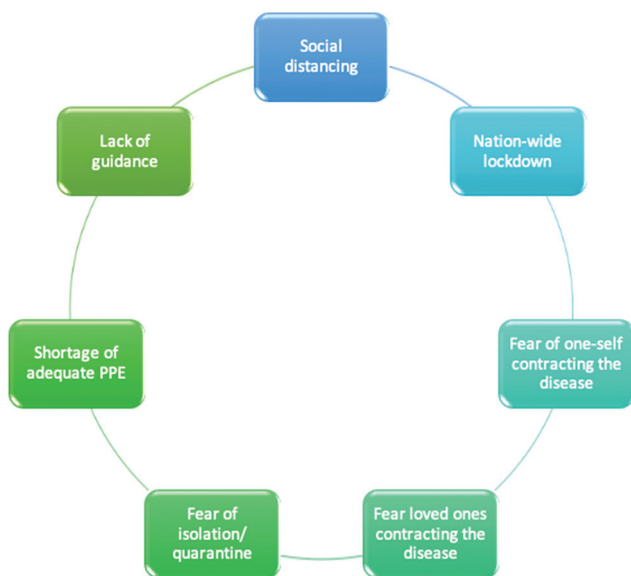 Social
distancing
Nation-wide
lockdown
Fear of one-self
contracting the
disease
Fear loved ones
contracting the
disease
Fear of
isolation/
quarantine
Shortage of
adequate PPE
Lack of
guidance